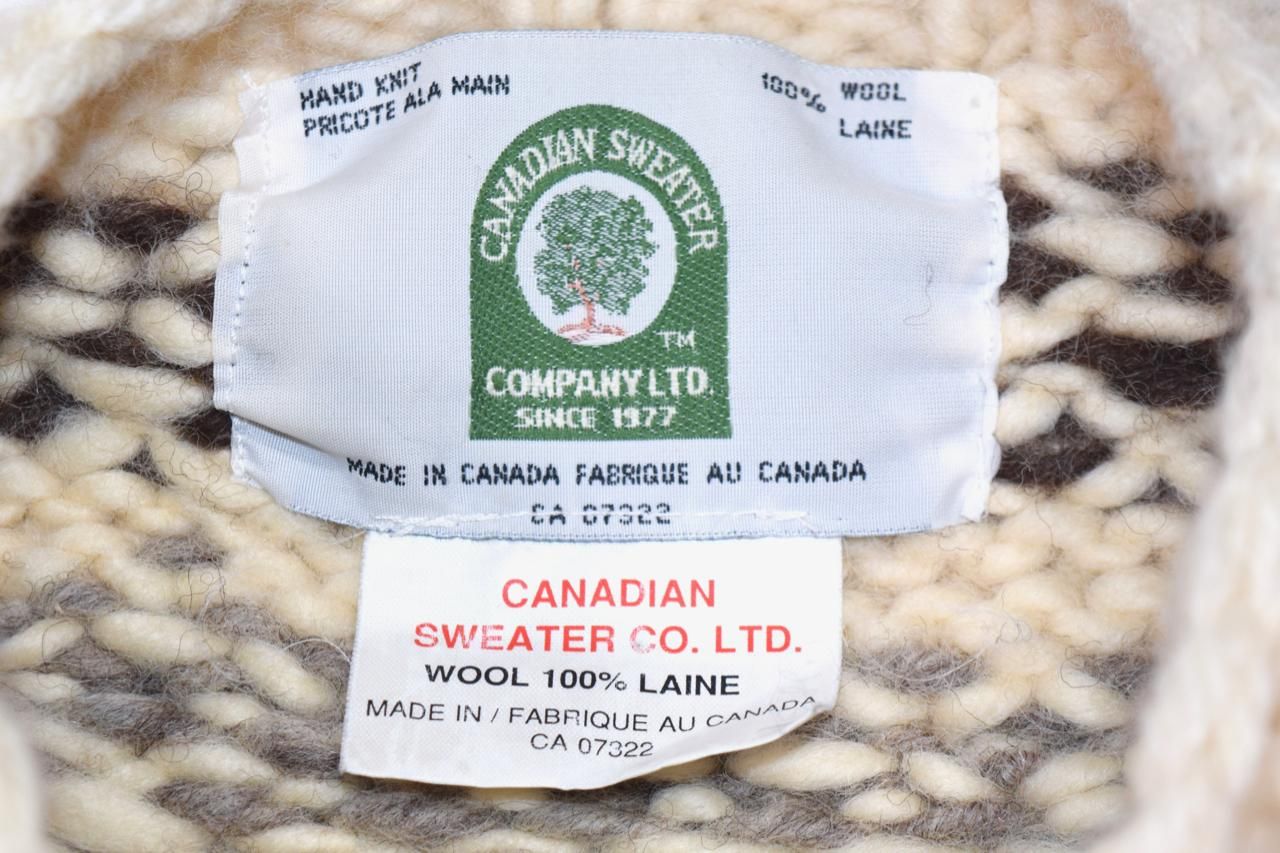 HAND KNIT
PRICOTE ALA MAIN
100% WOOL
LAINE
CANADIAN SWEATER
TM
COMPANY LTD.
SINCE 1977
MADE IN CANADA FABRIQUE AU CANADA
CA 07322
CANADIAN
SWEATER CO. LTD.
WOOL 100% LAINE
MADE IN / FABRIQUE AU CANADA
CA 07322